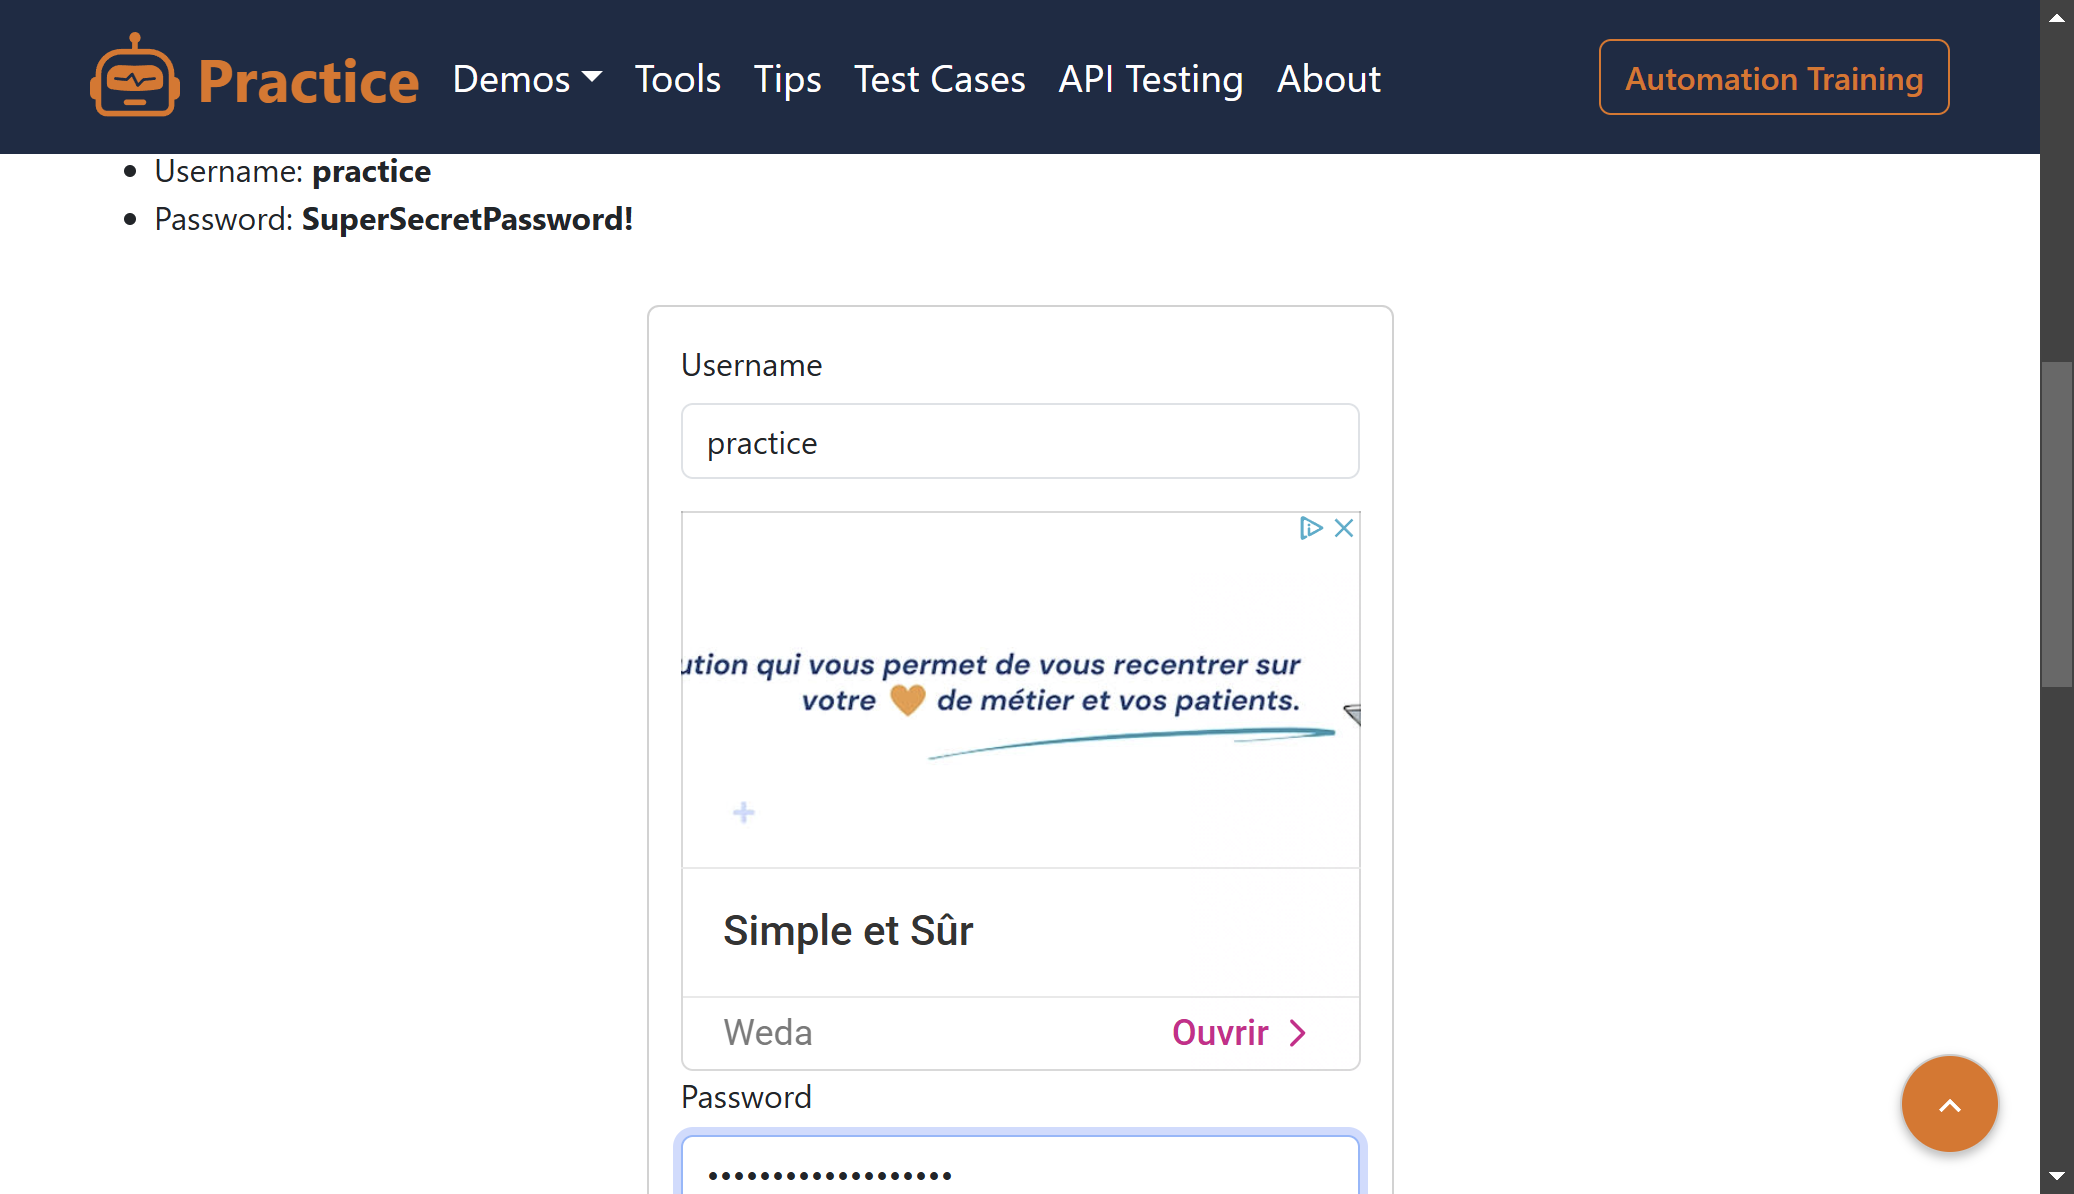 Practice Demos Tools Tips Test Cases API Testing About Automation Training
Username: practice
Password: SuperSecretPassword!
Username
practice
ution qui vous permet de vous recentrer sur
votre de métier et vos patients.
Simple et Sûr
Weda Ouvrir
Password
•••••••••••••••••••